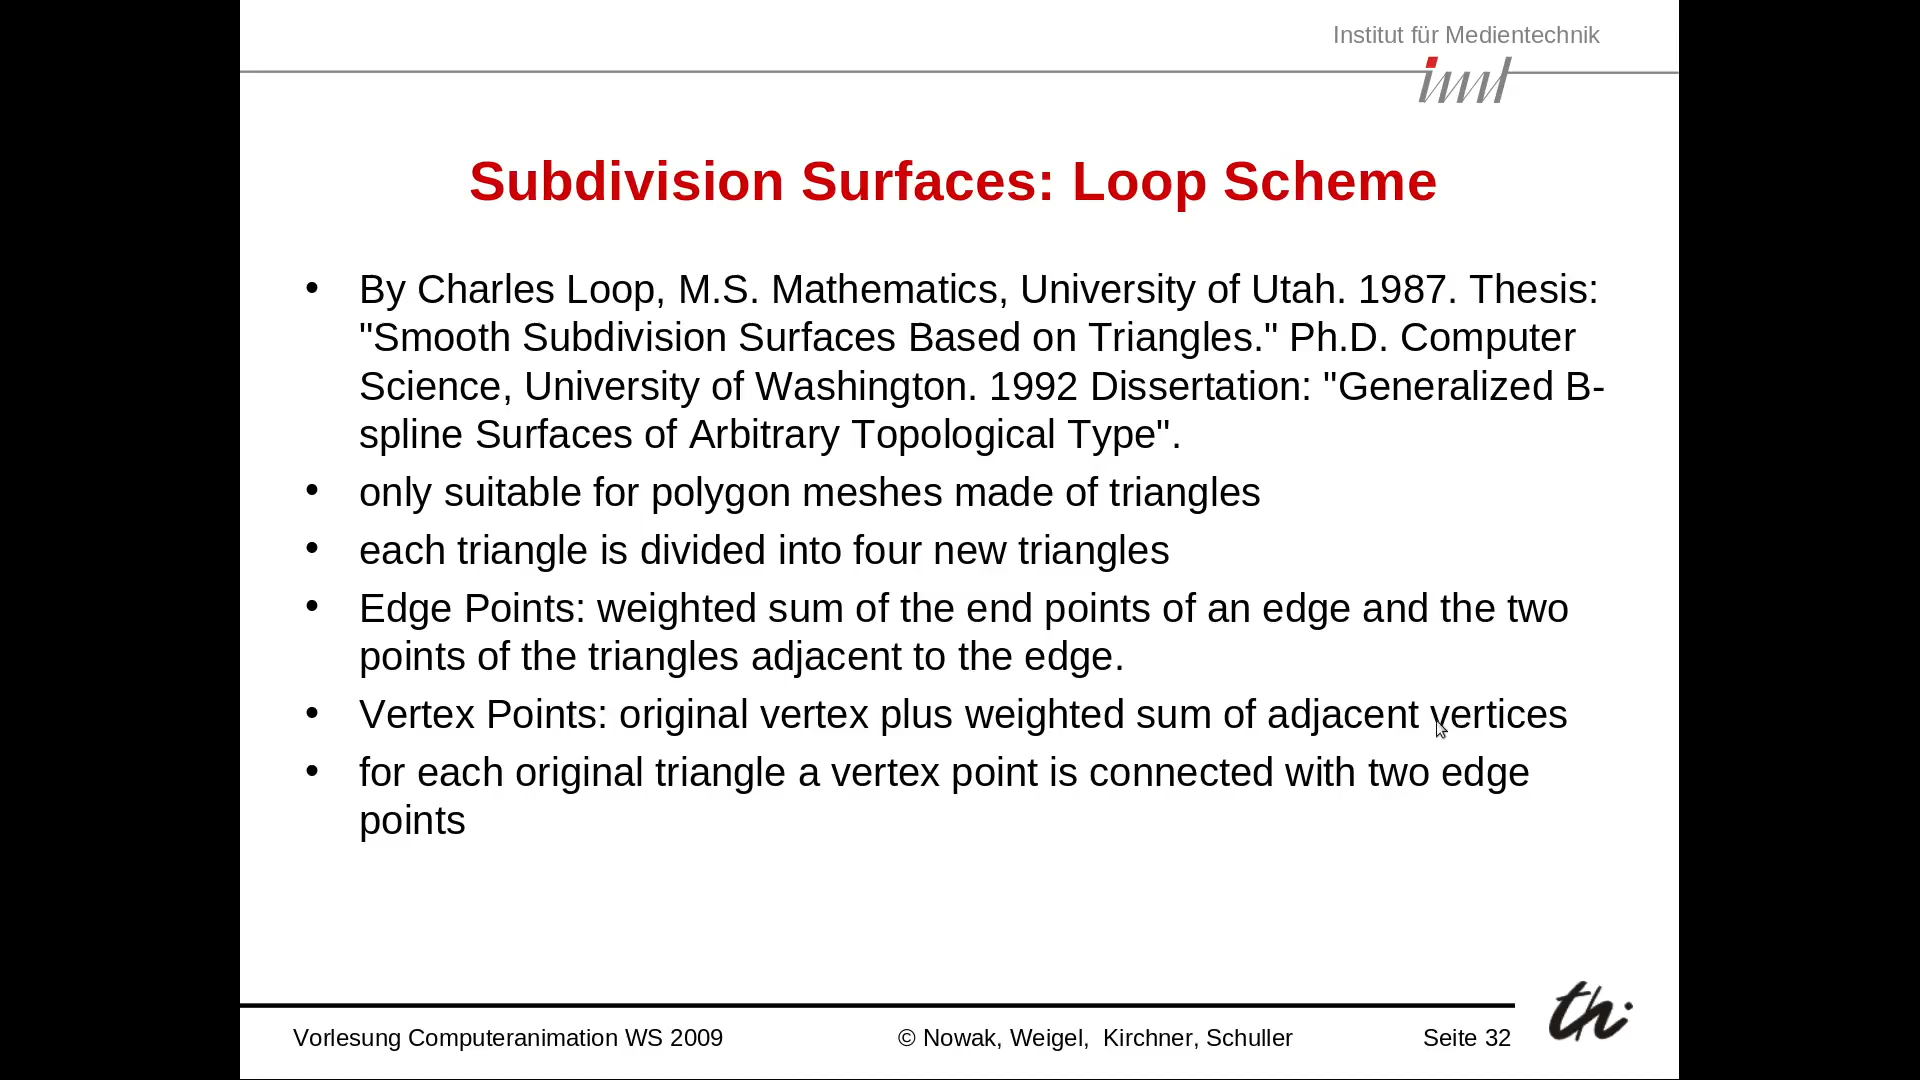 Institut für Medientechnik
imt
Subdivision Surfaces: Loop Scheme
• By Charles Loop, M.S. Mathematics, University of Utah. 1987. Thesis:
"Smooth Subdivision Surfaces Based on Triangles." Ph.D. Computer
Science, University of Washington. 1992 Dissertation: "Generalized B-
spline Surfaces of Arbitrary Topological Type".
• only suitable for polygon meshes made of triangles
• each triangle is divided into four new triangles
• Edge Points: weighted sum of the end points of an edge and the two
points of the triangles adjacent to the edge.
• Vertex Points: original vertex plus weighted sum of adjacent vertices
• for each original triangle a vertex point is connected with two edge
points
Vorlesung Computeranimation WS 2009
© Nowak, Weigel, Kirchner, Schuller
Seite 32
th